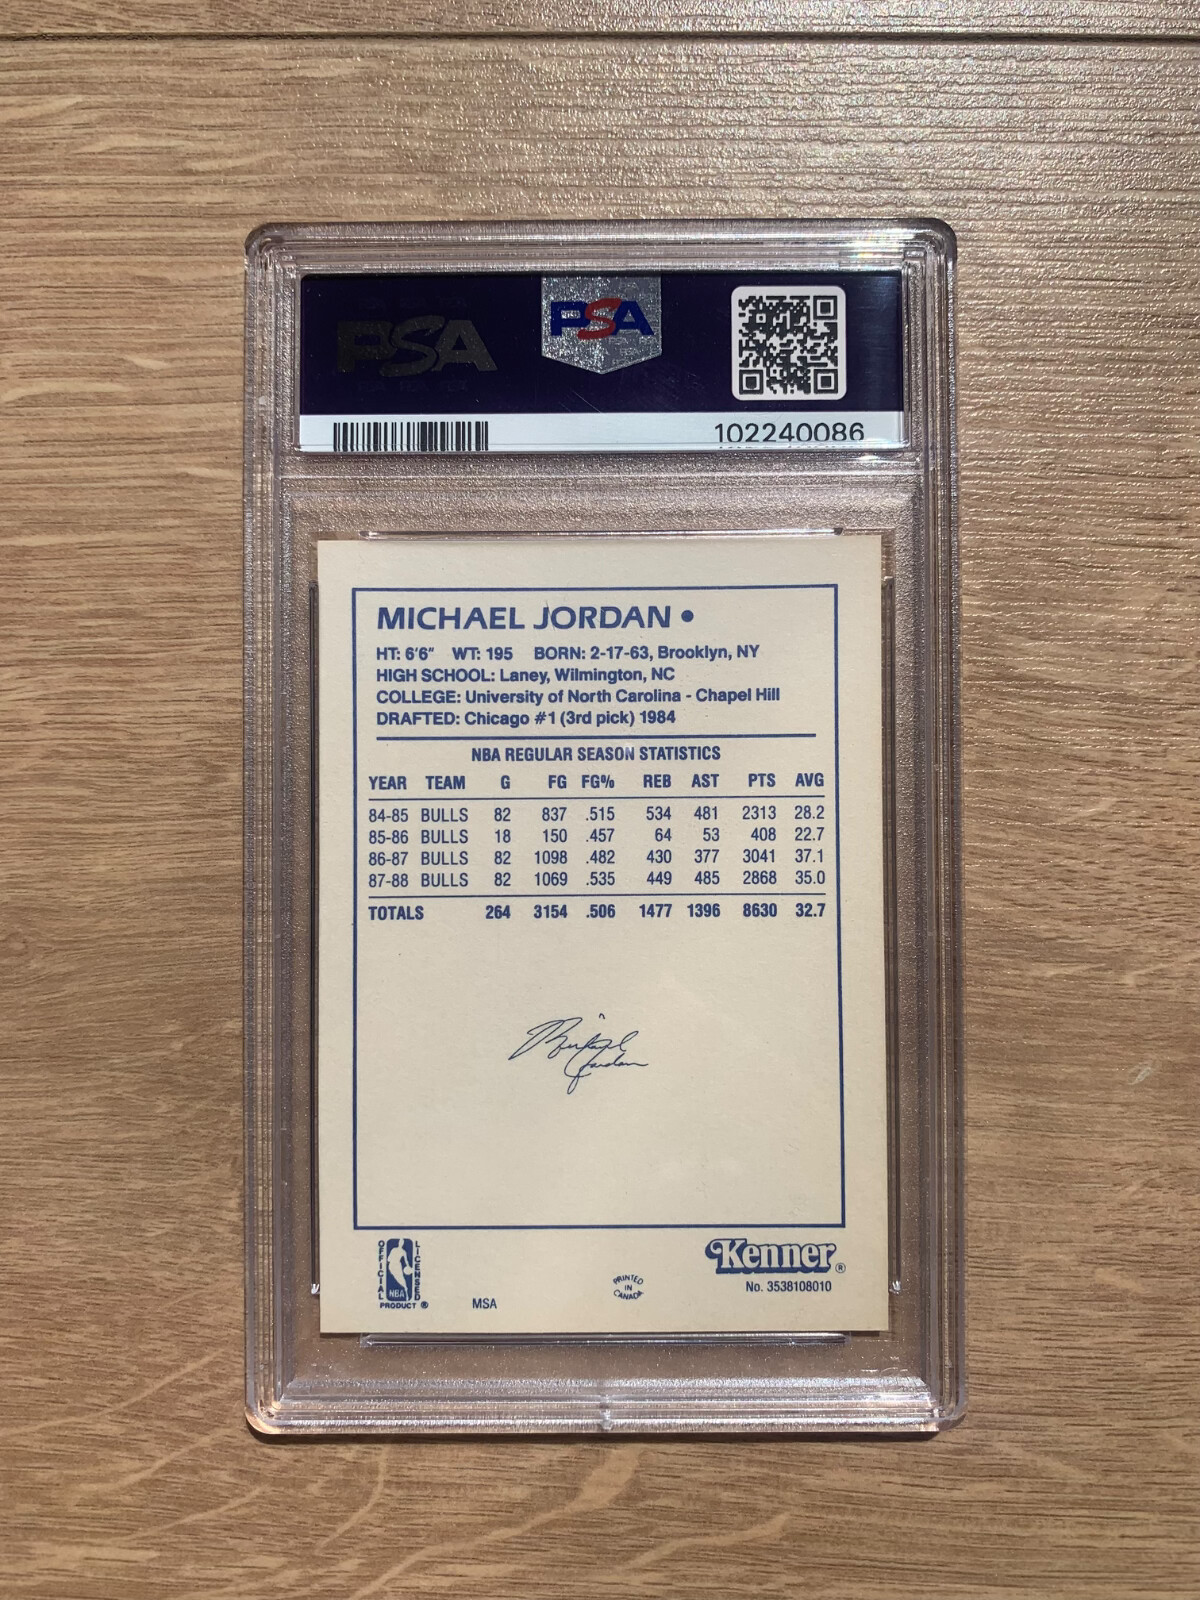 PSA
PSA
102240086
MICHAEL JORDAN •
HT: 6'6" WT: 195 BORN: 2-17-63, Brooklyn, NY
HIGH SCHOOL: Laney, Wilmington, NC
COLLEGE: University of North Carolina - Chapel Hill
DRAFTED: Chicago #1 (3rd pick) 1984
NBA REGULAR SEASON STATISTICS
YEAR TEAM G FG FG% REB AST PTS AVG
84-85 BULLS 82 837 .515 534 481 2313 28.2
85-86 BULLS 18 150 .457 64 53 408 22.7
86-87 BULLS 82 1098 .482 430 377 3041 37.1
87-88 BULLS 82 1069 .535 449 485 2868 35.0
TOTALS 264 3154 .506 1477 1396 8630 32.7
Michael
Jordan
OFFICIAL LICENSED
NBA
PRODUCT ®
MSA
PRINTED
IN
CANADA
Kenner ®
No. 3538108010